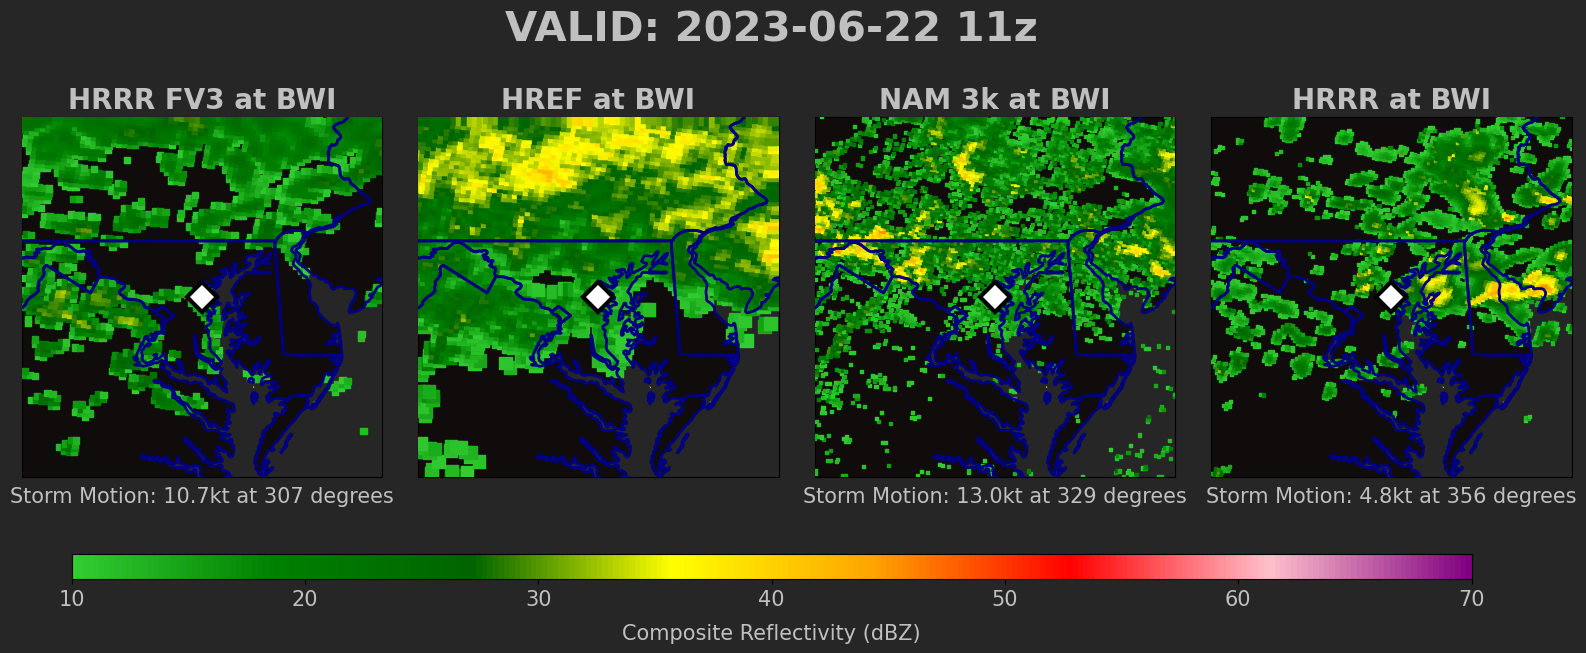 VALID: 2023-06-22 11z
HRRR FV3 at BWI
HREF at BWI
NAM 3k at BWI
HRRR at BWI
Storm Motion: 10.7kt at 307 degrees
Storm Motion: 13.0kt at 329 degrees
Storm Motion: 4.8kt at 356 degrees
10 20 30 40 50 60 70
Composite Reflectivity (dBZ)